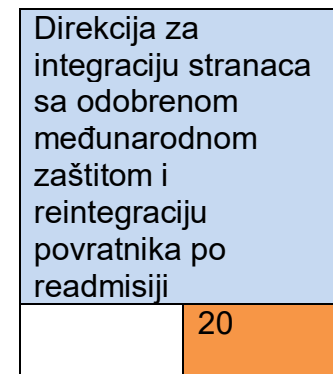 Direkcija za
integraciju stranaca
sa odobrenom
međunarodnom
zaštitom i
reintegraciju
povratnika po
readmisiji
20